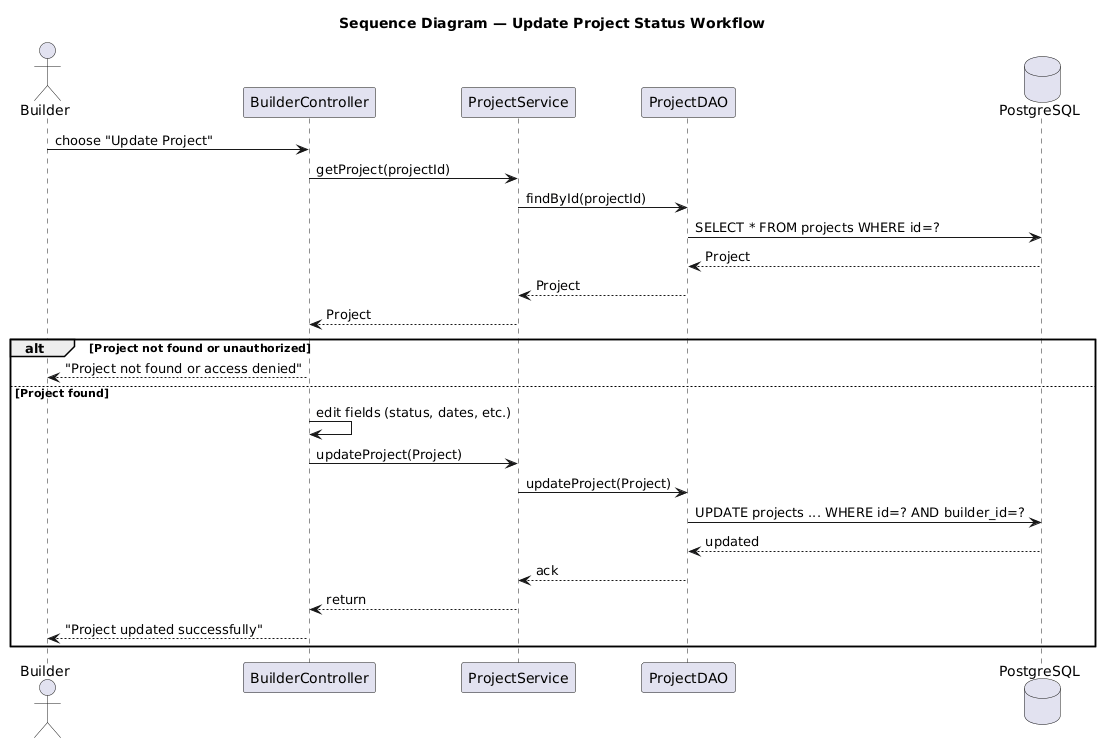 Sequence Diagram — Update Project Status Workflow
Builder
BuilderController
ProjectService
ProjectDAO
PostgreSQL
choose "Update Project"
getProject(projectId)
findById(projectId)
SELECT * FROM projects WHERE id=?
Project
Project
Project
alt
[Project not found or unauthorized]
"Project not found or access denied"
[Project found]
edit fields (status, dates, etc.)
updateProject(Project)
updateProject(Project)
UPDATE projects ... WHERE id=? AND builder_id=?
updated
ack
return
"Project updated successfully"
Builder
BuilderController
ProjectService
ProjectDAO
PostgreSQL